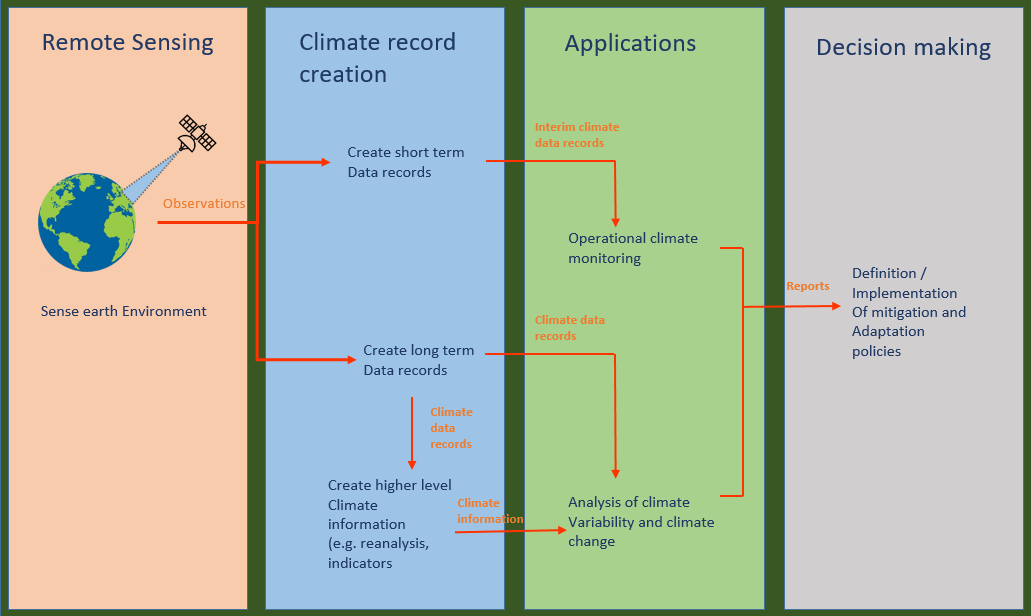 Remote Sensing
Observations
Sense earth Environment
Climate record
creation
Create short term
Data records
Create long term
Data records
Climate
data
records
Create higher level
Climate
information
(e.g. reanalysis,
indicators
Climate
information
Applications
Interim climate
data records
Operational climate
monitoring
Climate data
records
Analysis of climate
Variability and climate
change
Decision making
Reports
Definition /
Implementation
Of mitigation and
Adaptation
policies